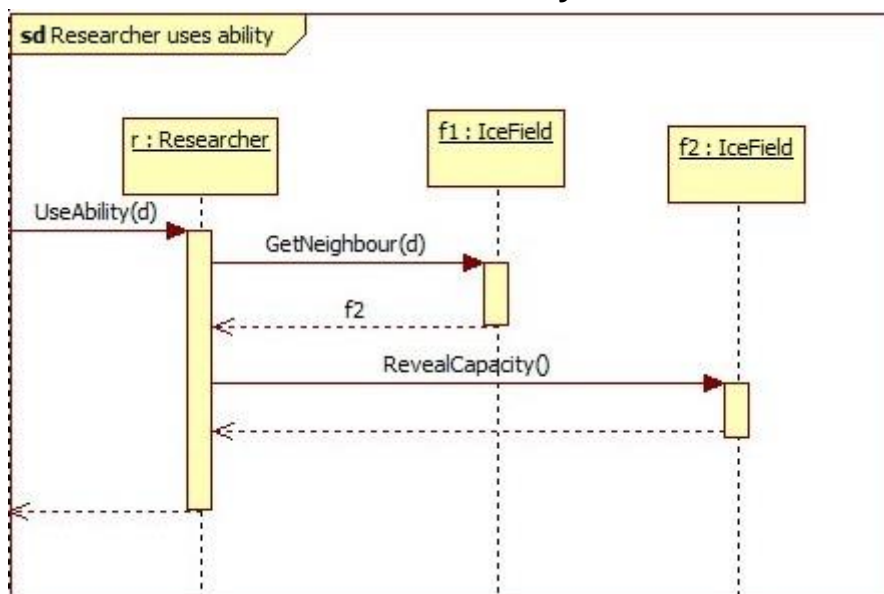 sd Researcher uses ability
r : Researcher
f1 : IceField
f2 : IceField
UseAbility(d)
GetNeighbour(d)
f2
RevealCapacity()